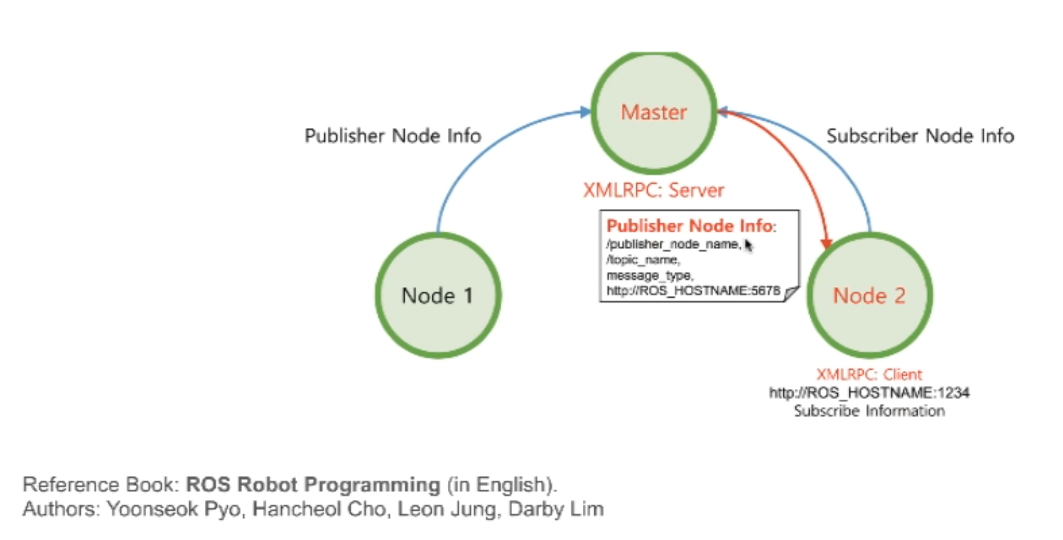 Master
Publisher Node Info
Subscriber Node Info
XMLRPC: Server
Publisher Node Info:
/publisher_node_name,
/topic_name,
message_type,
http://ROS_HOSTNAME:5678
Node 1
Node 2
XMLRPC: Client
http://ROS_HOSTNAME:1234
Subscribe Information
Reference Book: ROS Robot Programming (in English).
Authors: Yoonseok Pyo, Hancheol Cho, Leon Jung, Darby Lim